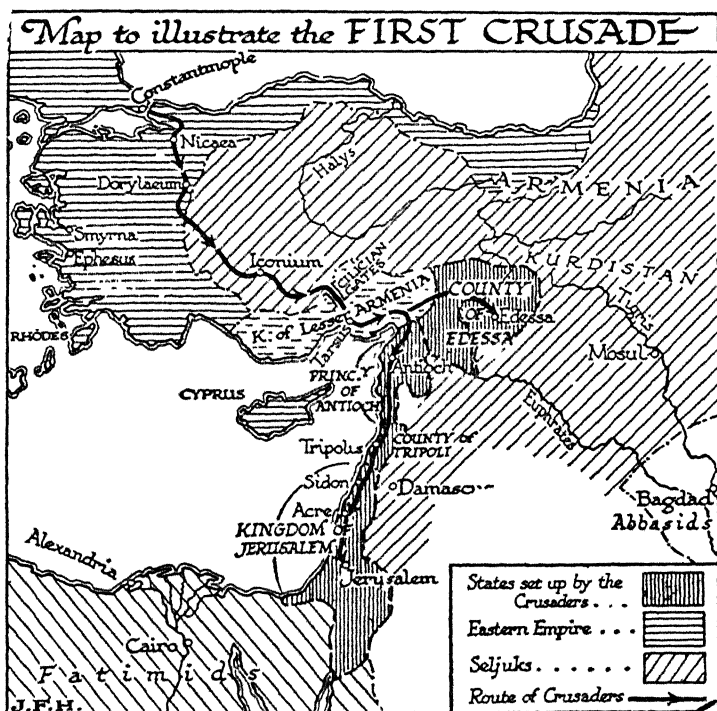 Map to illustrate the FIRST CRUSADE
Constantinople
Nicaea
Halys
Dorylaeum
ARMENIA
Smyrna
Ephesus
Iconium
CILICIAN
GATES
KURDISTAN
Tigris
RHODES
K. of Lesser ARMENIA
Tarsus
COUNTY
OF
EDESSA
Edessa
Mosul
PRINC.Y
OF
ANTIOCH
Antioch
CYPRUS
Euphrates
Tripolis
COUNTY of
TRIPOLI
Sidon
Damascus
Acre
Bagdad
Abbasids
KINGDOM of
JERUSALEM
Alexandria
Jerusalem
Cairo
Fatimids
J.F.H.
States set up by the
Crusaders . . .
Eastern Empire . . .
Seljuks . . . . . .
Route of Crusaders